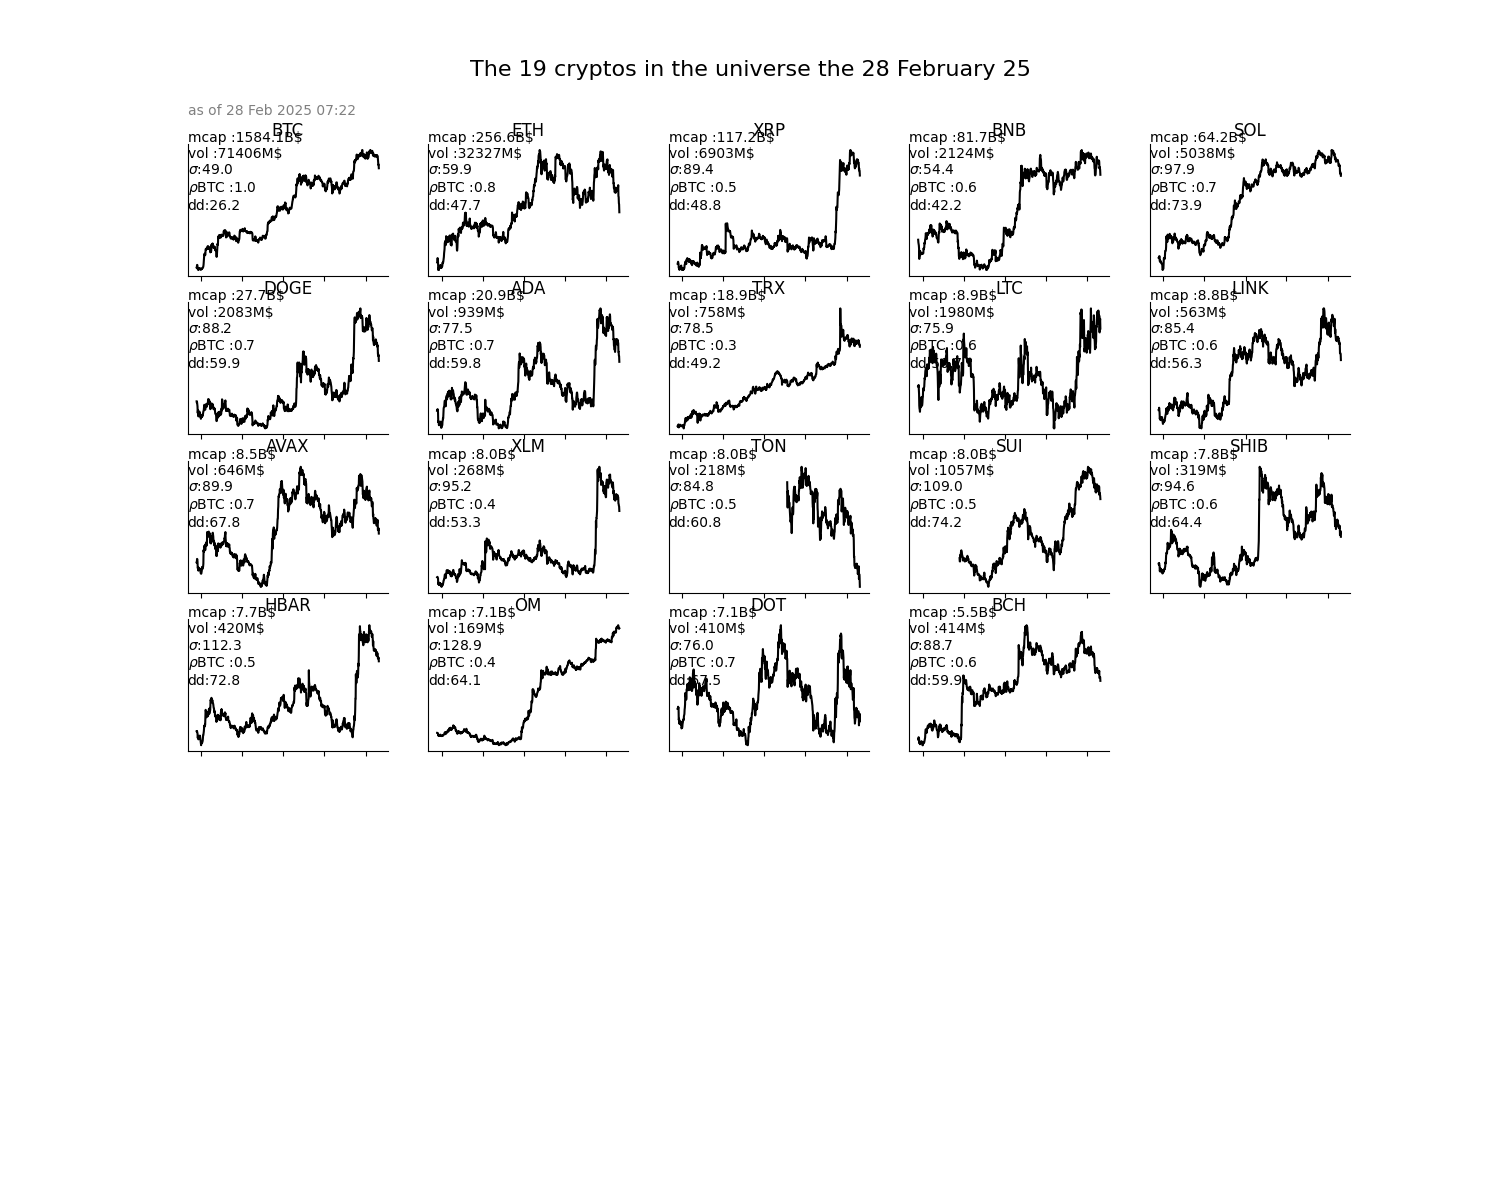 The 19 cryptos in the universe the 28 February 25
as of 28 Feb 2025 07:22
BTC
mcap :1584.1B$
vol :71406M$
σ:49.0
ρBTC :1.0
dd:26.2
ETH
mcap :256.6B$
vol :32327M$
σ:59.9
ρBTC :0.8
dd:47.7
XRP
mcap :117.2B$
vol :6903M$
σ:89.4
ρBTC :0.5
dd:48.8
BNB
mcap :81.7B$
vol :2124M$
σ:54.4
ρBTC :0.6
dd:42.2
SOL
mcap :64.2B$
vol :5038M$
σ:97.9
ρBTC :0.7
dd:73.9
DOGE
mcap :27.7B$
vol :2083M$
σ:88.2
ρBTC :0.7
dd:59.9
ADA
mcap :20.9B$
vol :939M$
σ:77.5
ρBTC :0.7
dd:59.8
TRX
mcap :18.9B$
vol :758M$
σ:78.5
ρBTC :0.3
dd:49.2
LTC
mcap :8.9B$
vol :1980M$
σ:75.9
ρBTC :0.6
LINK
mcap :8.8B$
vol :563M$
σ:85.4
ρBTC :0.6
dd:56.3
AVAX
mcap :8.5B$
vol :646M$
σ:89.9
ρBTC :0.7
dd:67.8
XLM
mcap :8.0B$
vol :268M$
σ:95.2
ρBTC :0.4
dd:53.3
TON
mcap :8.0B$
vol :218M$
σ:84.8
ρBTC :0.5
dd:60.8
SUI
mcap :8.0B$
vol :1057M$
σ:109.0
ρBTC :0.5
dd:74.2
SHIB
mcap :7.8B$
vol :319M$
σ:94.6
ρBTC :0.6
dd:64.4
HBAR
mcap :7.7B$
vol :420M$
σ:112.3
ρBTC :0.5
dd:72.8
OM
mcap :7.1B$
vol :169M$
σ:128.9
ρBTC :0.4
dd:64.1
DOT
mcap :7.1B$
vol :410M$
σ:76.0
ρBTC :0.7
dd:67.5
BCH
mcap :5.5B$
vol :414M$
σ:88.7
ρBTC :0.6
dd:59.9